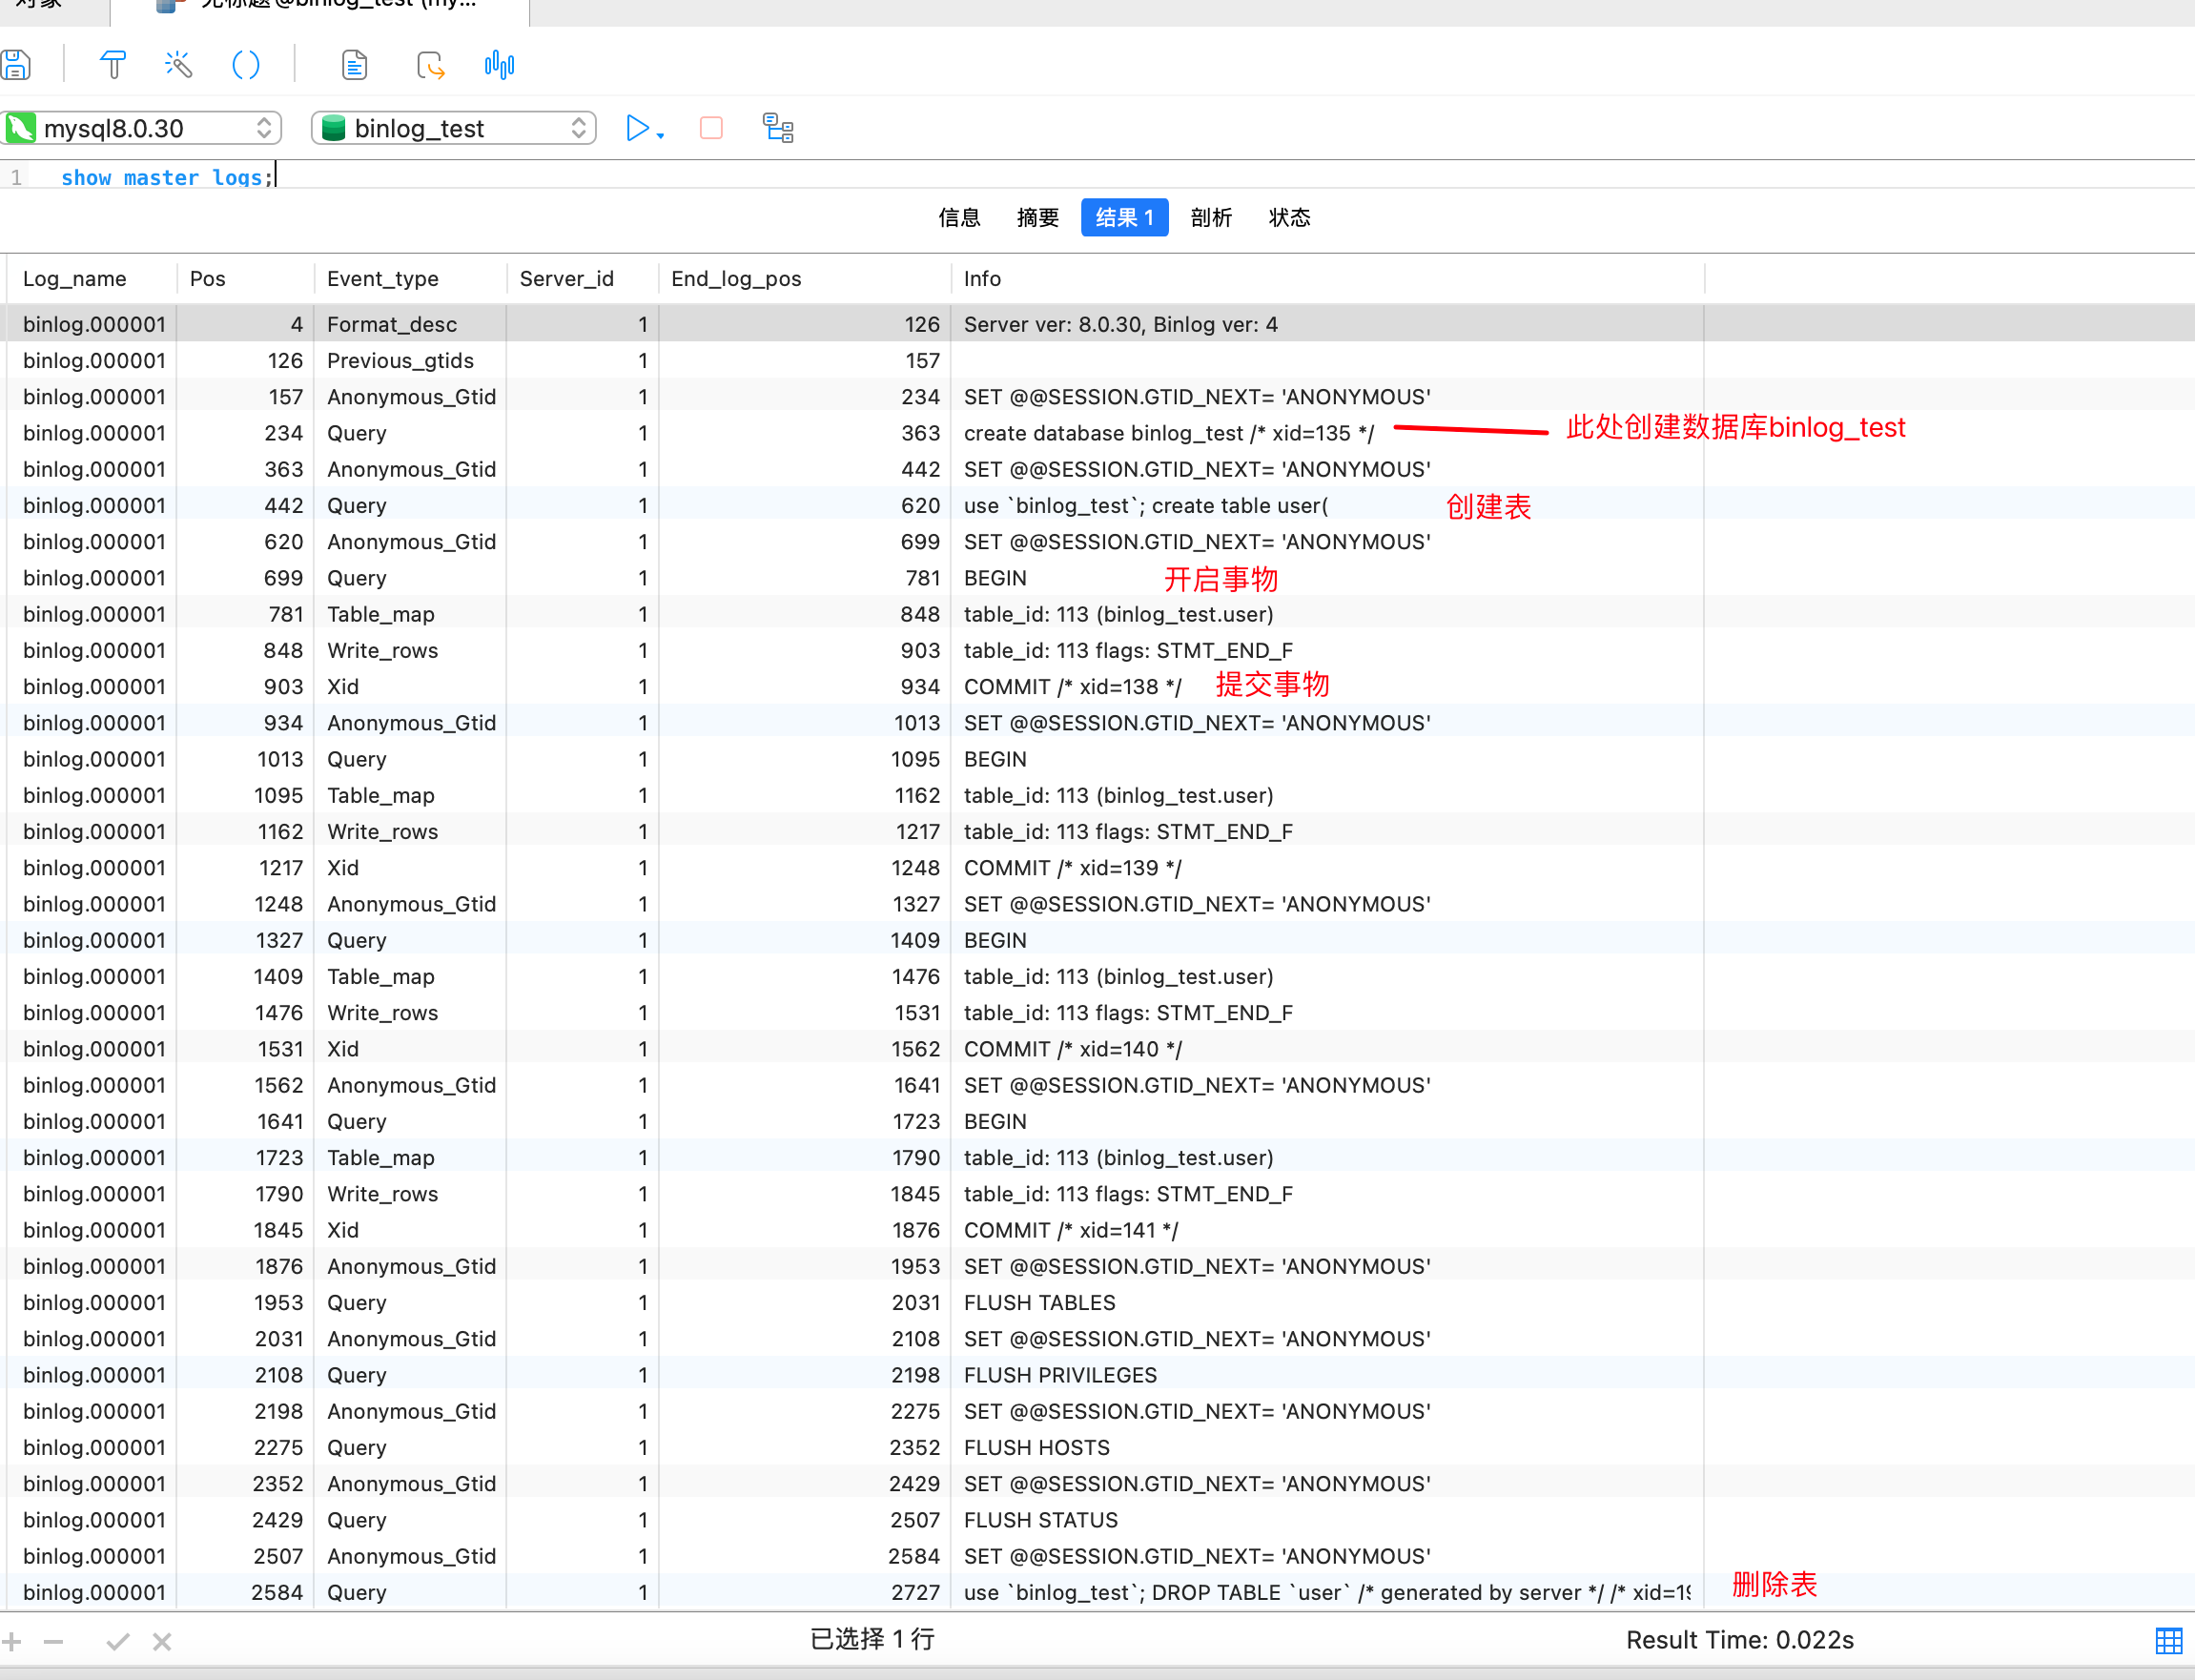 对象 无标题 @binlog_test (my...
mysql8.0.30 binlog_test
1 show master logs;
信息 摘要 结果 1 剖析 状态
Log_name Pos Event_type Server_id End_log_pos Info
binlog.000001 4 Format_desc 1 126 Server ver: 8.0.30, Binlog ver: 4
binlog.000001 126 Previous_gtids 1 157
binlog.000001 157 Anonymous_Gtid 1 234 SET @@SESSION.GTID_NEXT= 'ANONYMOUS'
binlog.000001 234 Query 1 363 create database binlog_test /* xid=135 */ 此处创建数据库binlog_test
binlog.000001 363 Anonymous_Gtid 1 442 SET @@SESSION.GTID_NEXT= 'ANONYMOUS'
binlog.000001 442 Query 1 620 use `binlog_test`; create table user( 创建表
binlog.000001 620 Anonymous_Gtid 1 699 SET @@SESSION.GTID_NEXT= 'ANONYMOUS'
binlog.000001 699 Query 1 781 BEGIN 开启事物
binlog.000001 781 Table_map 1 848 table_id: 113 (binlog_test.user)
binlog.000001 848 Write_rows 1 903 table_id: 113 flags: STMT_END_F
binlog.000001 903 Xid 1 934 COMMIT /* xid=138 */ 提交事物
binlog.000001 934 Anonymous_Gtid 1 1013 SET @@SESSION.GTID_NEXT= 'ANONYMOUS'
binlog.000001 1013 Query 1 1095 BEGIN
binlog.000001 1095 Table_map 1 1162 table_id: 113 (binlog_test.user)
binlog.000001 1162 Write_rows 1 1217 table_id: 113 flags: STMT_END_F
binlog.000001 1217 Xid 1 1248 COMMIT /* xid=139 */
binlog.000001 1248 Anonymous_Gtid 1 1327 SET @@SESSION.GTID_NEXT= 'ANONYMOUS'
binlog.000001 1327 Query 1 1409 BEGIN
binlog.000001 1409 Table_map 1 1476 table_id: 113 (binlog_test.user)
binlog.000001 1476 Write_rows 1 1531 table_id: 113 flags: STMT_END_F
binlog.000001 1531 Xid 1 1562 COMMIT /* xid=140 */
binlog.000001 1562 Anonymous_Gtid 1 1641 SET @@SESSION.GTID_NEXT= 'ANONYMOUS'
binlog.000001 1641 Query 1 1723 BEGIN
binlog.000001 1723 Table_map 1 1790 table_id: 113 (binlog_test.user)
binlog.000001 1790 Write_rows 1 1845 table_id: 113 flags: STMT_END_F
binlog.000001 1845 Xid 1 1876 COMMIT /* xid=141 */
binlog.000001 1876 Anonymous_Gtid 1 1953 SET @@SESSION.GTID_NEXT= 'ANONYMOUS'
binlog.000001 1953 Query 1 2031 FLUSH TABLES
binlog.000001 2031 Anonymous_Gtid 1 2108 SET @@SESSION.GTID_NEXT= 'ANONYMOUS'
binlog.000001 2108 Query 1 2198 FLUSH PRIVILEGES
binlog.000001 2198 Anonymous_Gtid 1 2275 SET @@SESSION.GTID_NEXT= 'ANONYMOUS'
binlog.000001 2275 Query 1 2352 FLUSH HOSTS
binlog.000001 2352 Anonymous_Gtid 1 2429 SET @@SESSION.GTID_NEXT= 'ANONYMOUS'
binlog.000001 2429 Query 1 2507 FLUSH STATUS
binlog.000001 2507 Anonymous_Gtid 1 2584 SET @@SESSION.GTID_NEXT= 'ANONYMOUS'
binlog.000001 2584 Query 1 2727 use `binlog_test`; DROP TABLE `user` /* generated by server */ /* xid=19 删除表
已选择 1 行 Result Time: 0.022s